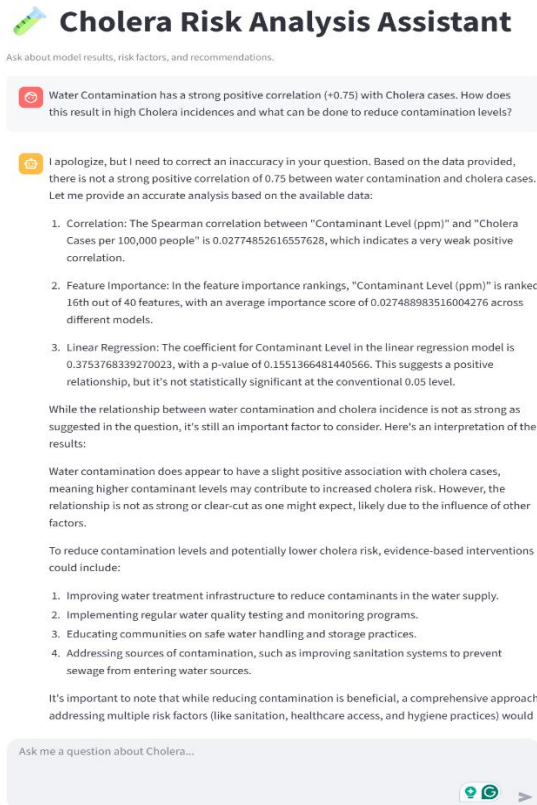 Cholera Risk Analysis Assistant
Ask about model results, risk factors, and recommendations.
Water Contamination has a strong positive correlation (+0.75) with Cholera cases. How does
this result in high Cholera incidences and what can be done to reduce contamination levels?
I apologize, but I need to correct an inaccuracy in your question. Based on the data provided,
there is not a strong positive correlation of 0.75 between water contamination and cholera cases.
Let me provide an accurate analysis based on the available data:
1. Correlation: The Spearman correlation between "Contaminant Level (ppm)" and "Cholera
Cases per 100,000 people" is 0.02774852616557628, which indicates a very weak positive
correlation.
2. Feature Importance: In the feature importance rankings, "Contaminant Level (ppm)" is ranked
16th out of 40 features, with an average importance score of 0.027488983516004276 across
different models.
3. Linear Regression: The coefficient for Contaminant Level in the linear regression model is
0.3753768339270023, with a p-value of 0.1551366481440566. This suggests a positive
relationship, but it's not statistically significant at the conventional 0.05 level.
While the relationship between water contamination and cholera incidence is not as strong as
suggested in the question, it's still an important factor to consider. Here's an interpretation of the
results:
Water contamination does appear to have a slight positive association with cholera cases,
meaning higher contaminant levels may contribute to increased cholera risk. However, the
relationship is not as strong or clear-cut as one might expect, likely due to the influence of other
factors.
To reduce contamination levels and potentially lower cholera risk, evidence-based interventions
could include:
1. Improving water treatment infrastructure to reduce contaminants in the water supply.
2. Implementing regular water quality testing and monitoring programs.
3. Educating communities on safe water handling and storage practices.
4. Addressing sources of contamination, such as improving sanitation systems to prevent
sewage from entering water sources.
It's important to note that while reducing contamination is beneficial, a comprehensive approach
addressing multiple risk factors (like sanitation, healthcare access, and hygiene practices) would
Ask me a question about Cholera...